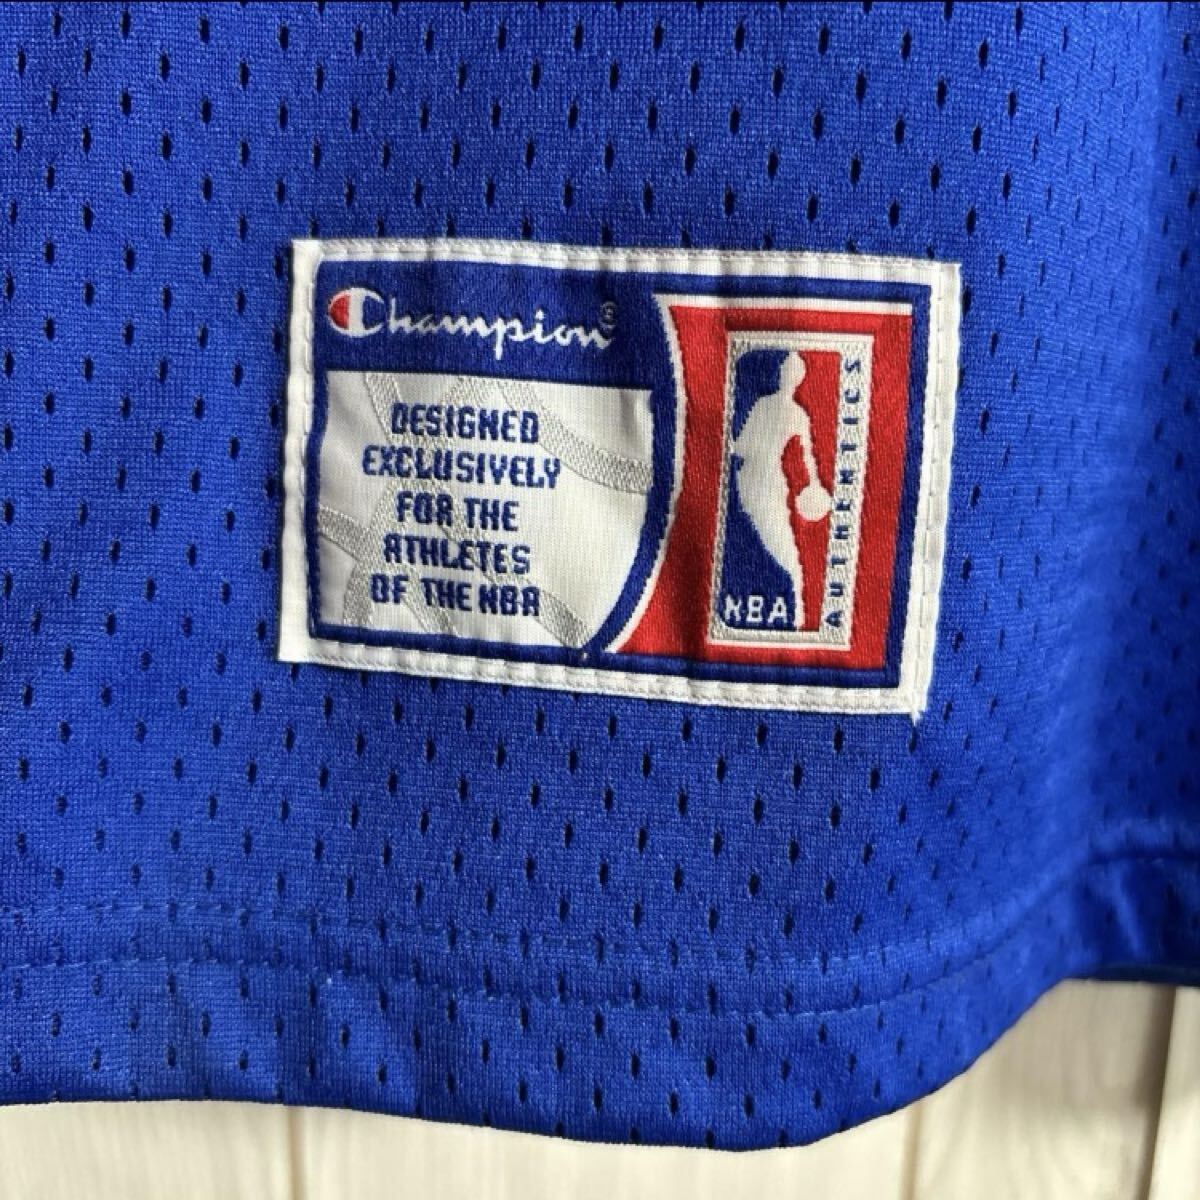 Champion®
DESIGNED
EXCLUSIVELY
FOR THE
ATHLETES
OF THE NBA
NBA
AUTHENTICS